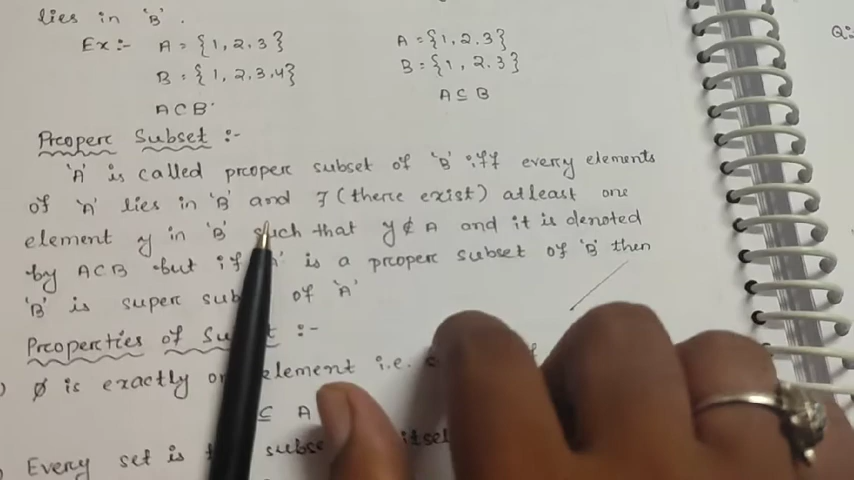 lies in 'B'.
Ex:- A = {1,2,3} A = {1,2,3}
B = {1,2,3,4} B = {1,2,3}
A ⊂ B A ⊆ B
Q:
Proper Subset :-
'A' is called proper subset of 'B' iff every elements
of 'A' lies in 'B' and ∃ (there exist) atleast one
element y in 'B' such that y ∉ A and it is denoted
by A⊂B but if 'A' is a proper subset of 'B' then
'B' is super of 'A'
Properties of :-
ø is exactly element i.e.
⊆ A
Every set is